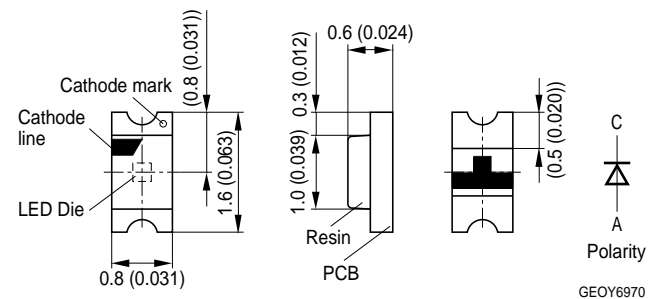 0.6 (0.024)
(0.8 (0.031))
0.3 (0.012)
Cathode mark
Cathode
line
C
(0.5 (0.020))
1.6 (0.063)
1.0 (0.039)
LED Die
A
Resin
Polarity
PCB
0.8 (0.031)
GEOY6970